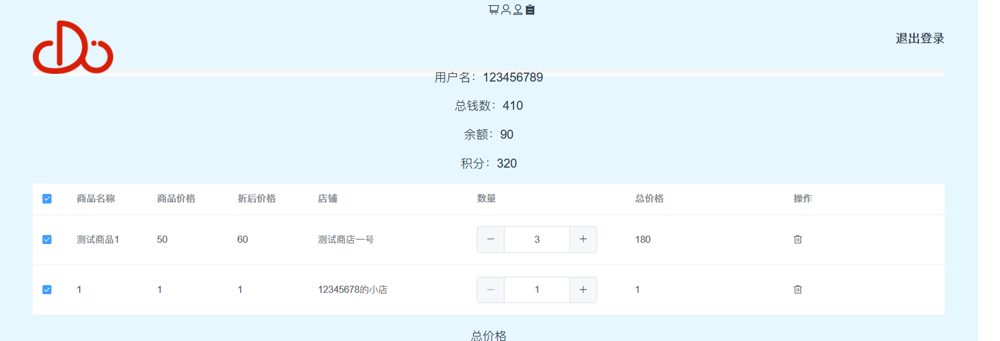 退出登录
用户名：123456789
总钱数：410
余额：90
积分：320
商品名称 商品价格 折后价格 店铺 数量 总价格 操作
测试商品1 50 60 测试商店一号 3 180
1 1 1 12345678的小店 1 1
总价格